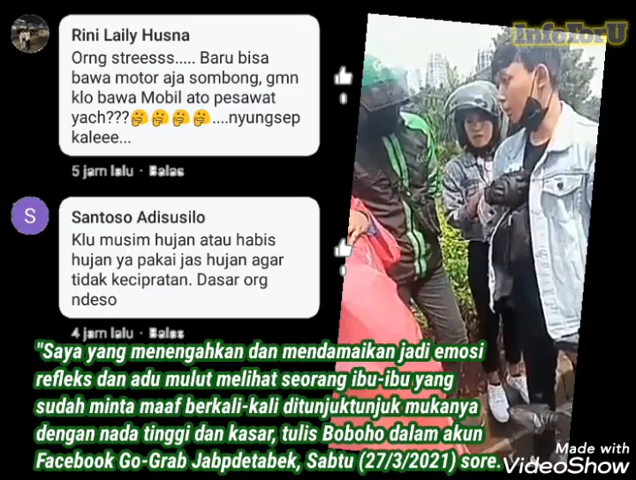 InfoForU
Rini Laily Husna
Orng streesss..... Baru bisa
bawa motor aja sombong, gmn
klo bawa Mobil ato pesawat
yach???🤔🤔🤔🤔....nyungsep
kaleee...
5 jam lalu · Balas
0
Santoso Adisusilo
Klu musim hujan atau habis
hujan ya pakai jas hujan agar
tidak kecipratan. Dasar org
ndeso
4 jam lalu · Balas
S
"Saya yang menengahkan dan mendamaikan jadi emosi
refleks dan adu mulut melihat seorang ibu-ibu yang
sudah minta maaf berkali-kali ditunjuktunjuk mukanya
dengan nada tinggi dan kasar, tulis Boboho dalam akun
Facebook Go-Grab Jabpdetabek, Sabtu (27/3/2021) sore.
Made with
VideoShow